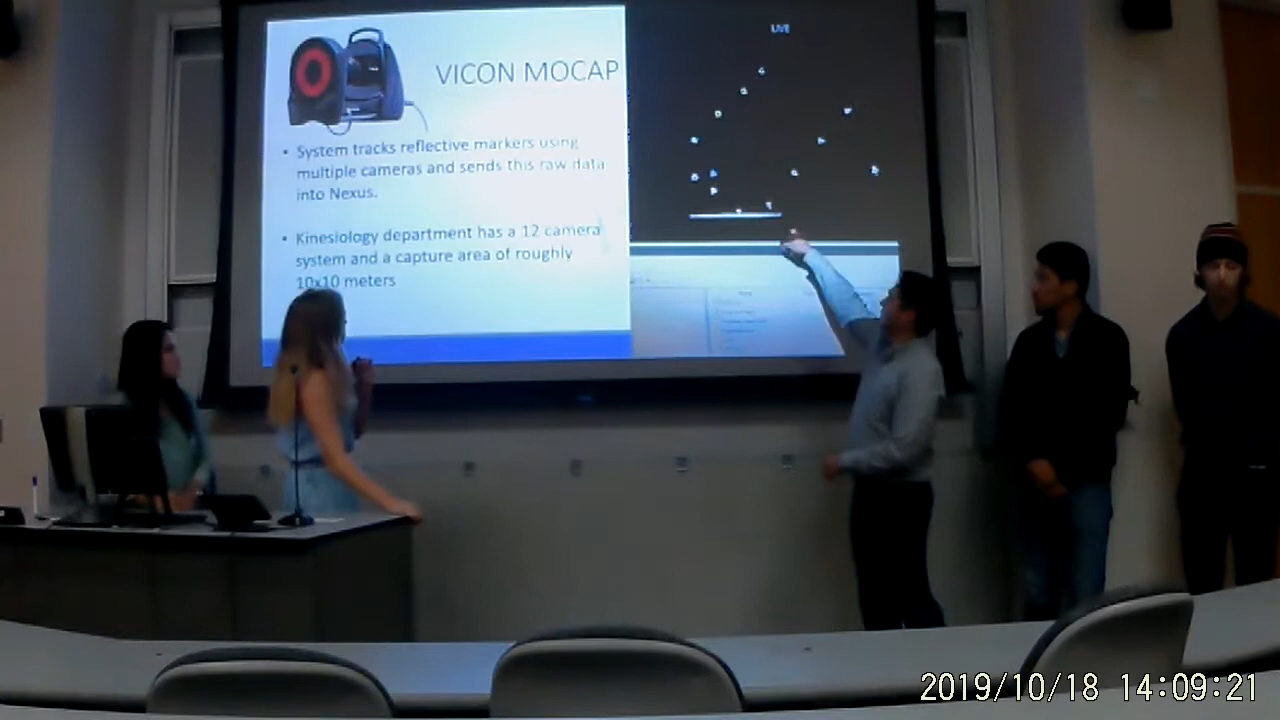 VICON MOCAP
LIVE
• System tracks reflective markers using
multiple cameras and sends this raw data
into Nexus.
• Kinesiology department has a 12 camera
system and a capture area of roughly
10x10 meters
2019/10/18 14:09:21